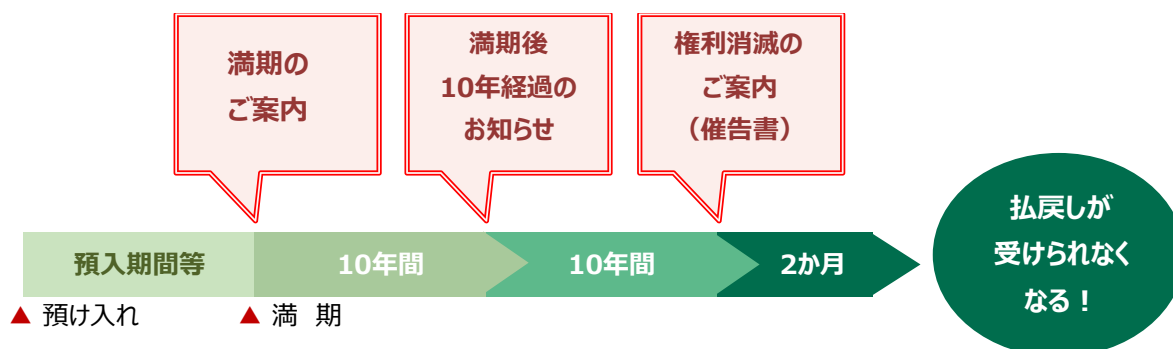 満期の
ご案内
満期後
10年経過の
お知らせ
権利消滅の
ご案内
（催告書）
払戻しが
受けられなく
なる！
預入期間等
10年間
10年間
2か月
▲ 預け入れ
▲ 満 期